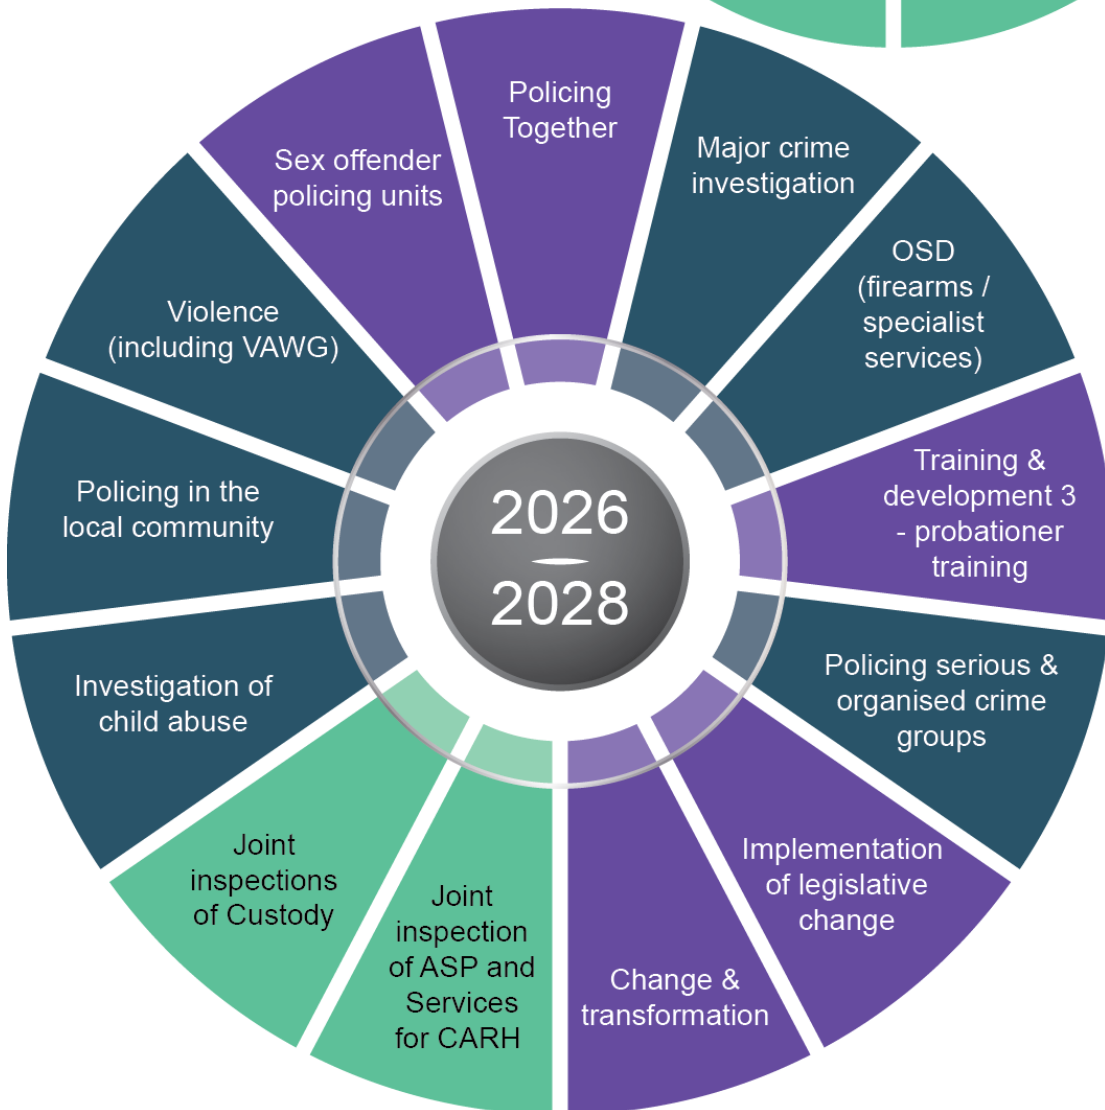 Policing
Together
Major crime
investigation
OSD
(firearms /
specialist
services)
Training &
development 3
- probationer
training
Policing serious &
organised crime
groups
Implementation
of legislative
change
Change &
transformation
Joint
inspection
of ASP and
Services
for CARH
Joint
inspections
of Custody
Investigation of
child abuse
Policing in the
local community
Violence
(including VAWG)
Sex offender
policing units
2026
2028